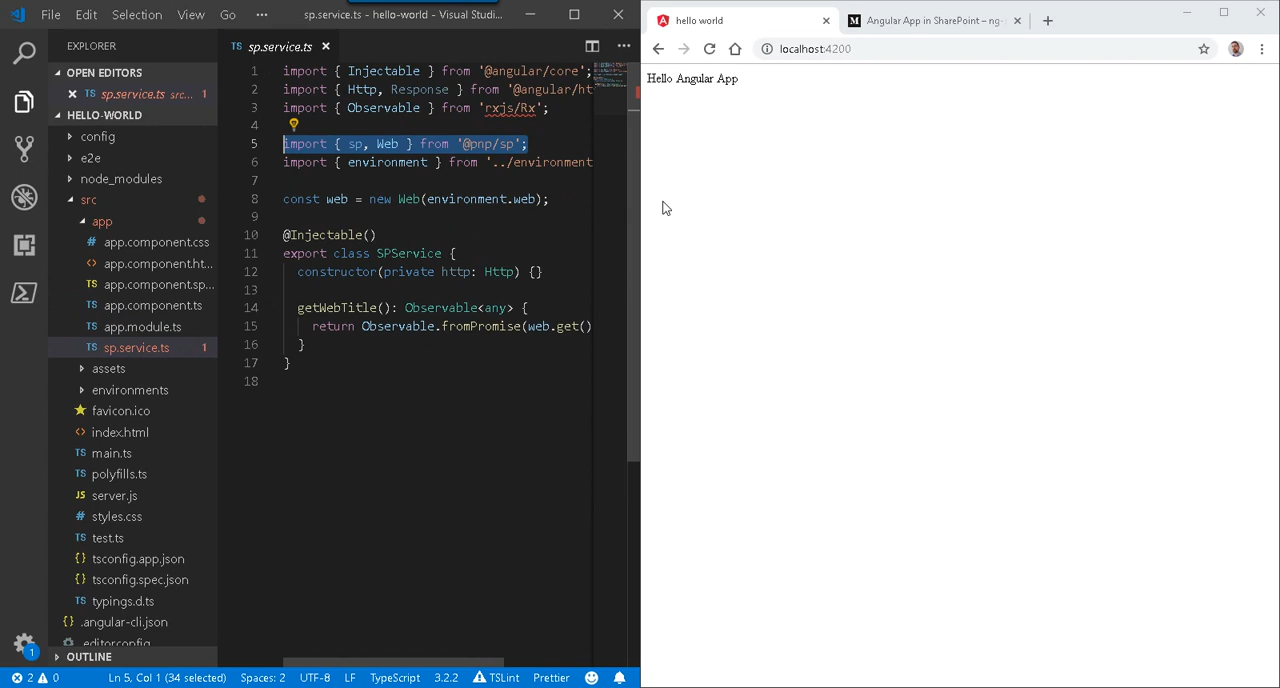 File Edit Selection View Go ··· sp.service.ts - hello-world - Visual Studi...
EXPLORER
OPEN EDITORS
sp.service.ts src... 1
HELLO-WORLD
config
e2e
node_modules
src
app
app.component.css
app.component.ht...
app.component.sp...
app.component.ts
app.module.ts
sp.service.ts 1
assets
environments
favicon.ico
index.html
main.ts
polyfills.ts
server.js
styles.css
test.ts
tsconfig.app.json
tsconfig.spec.json
typings.d.ts
.angular-cli.json
.editorconfig
OUTLINE
TS sp.service.ts
1 import { Injectable } from '@angular/core';
2 import { Http, Response } from '@angular/ht
3 import { Observable } from 'rxjs/Rx';
4
5 import { sp, Web } from '@pnp/sp';
6 import { environment } from '../environment
7
8 const web = new Web(environment.web);
9
10 @Injectable()
11 export class SPService {
12 constructor(private http: Http) {}
13
14 getWebTitle(): Observable<any> {
15 return Observable.fromPromise(web.get()
16 }
17 }
18
2 0 Ln 5, Col 1 (34 selected) Spaces: 2 UTF-8 LF TypeScript 3.2.2 TSLint Prettier
hello world
Angular App in SharePoint – ng-
localhost:4200
Hello Angular App